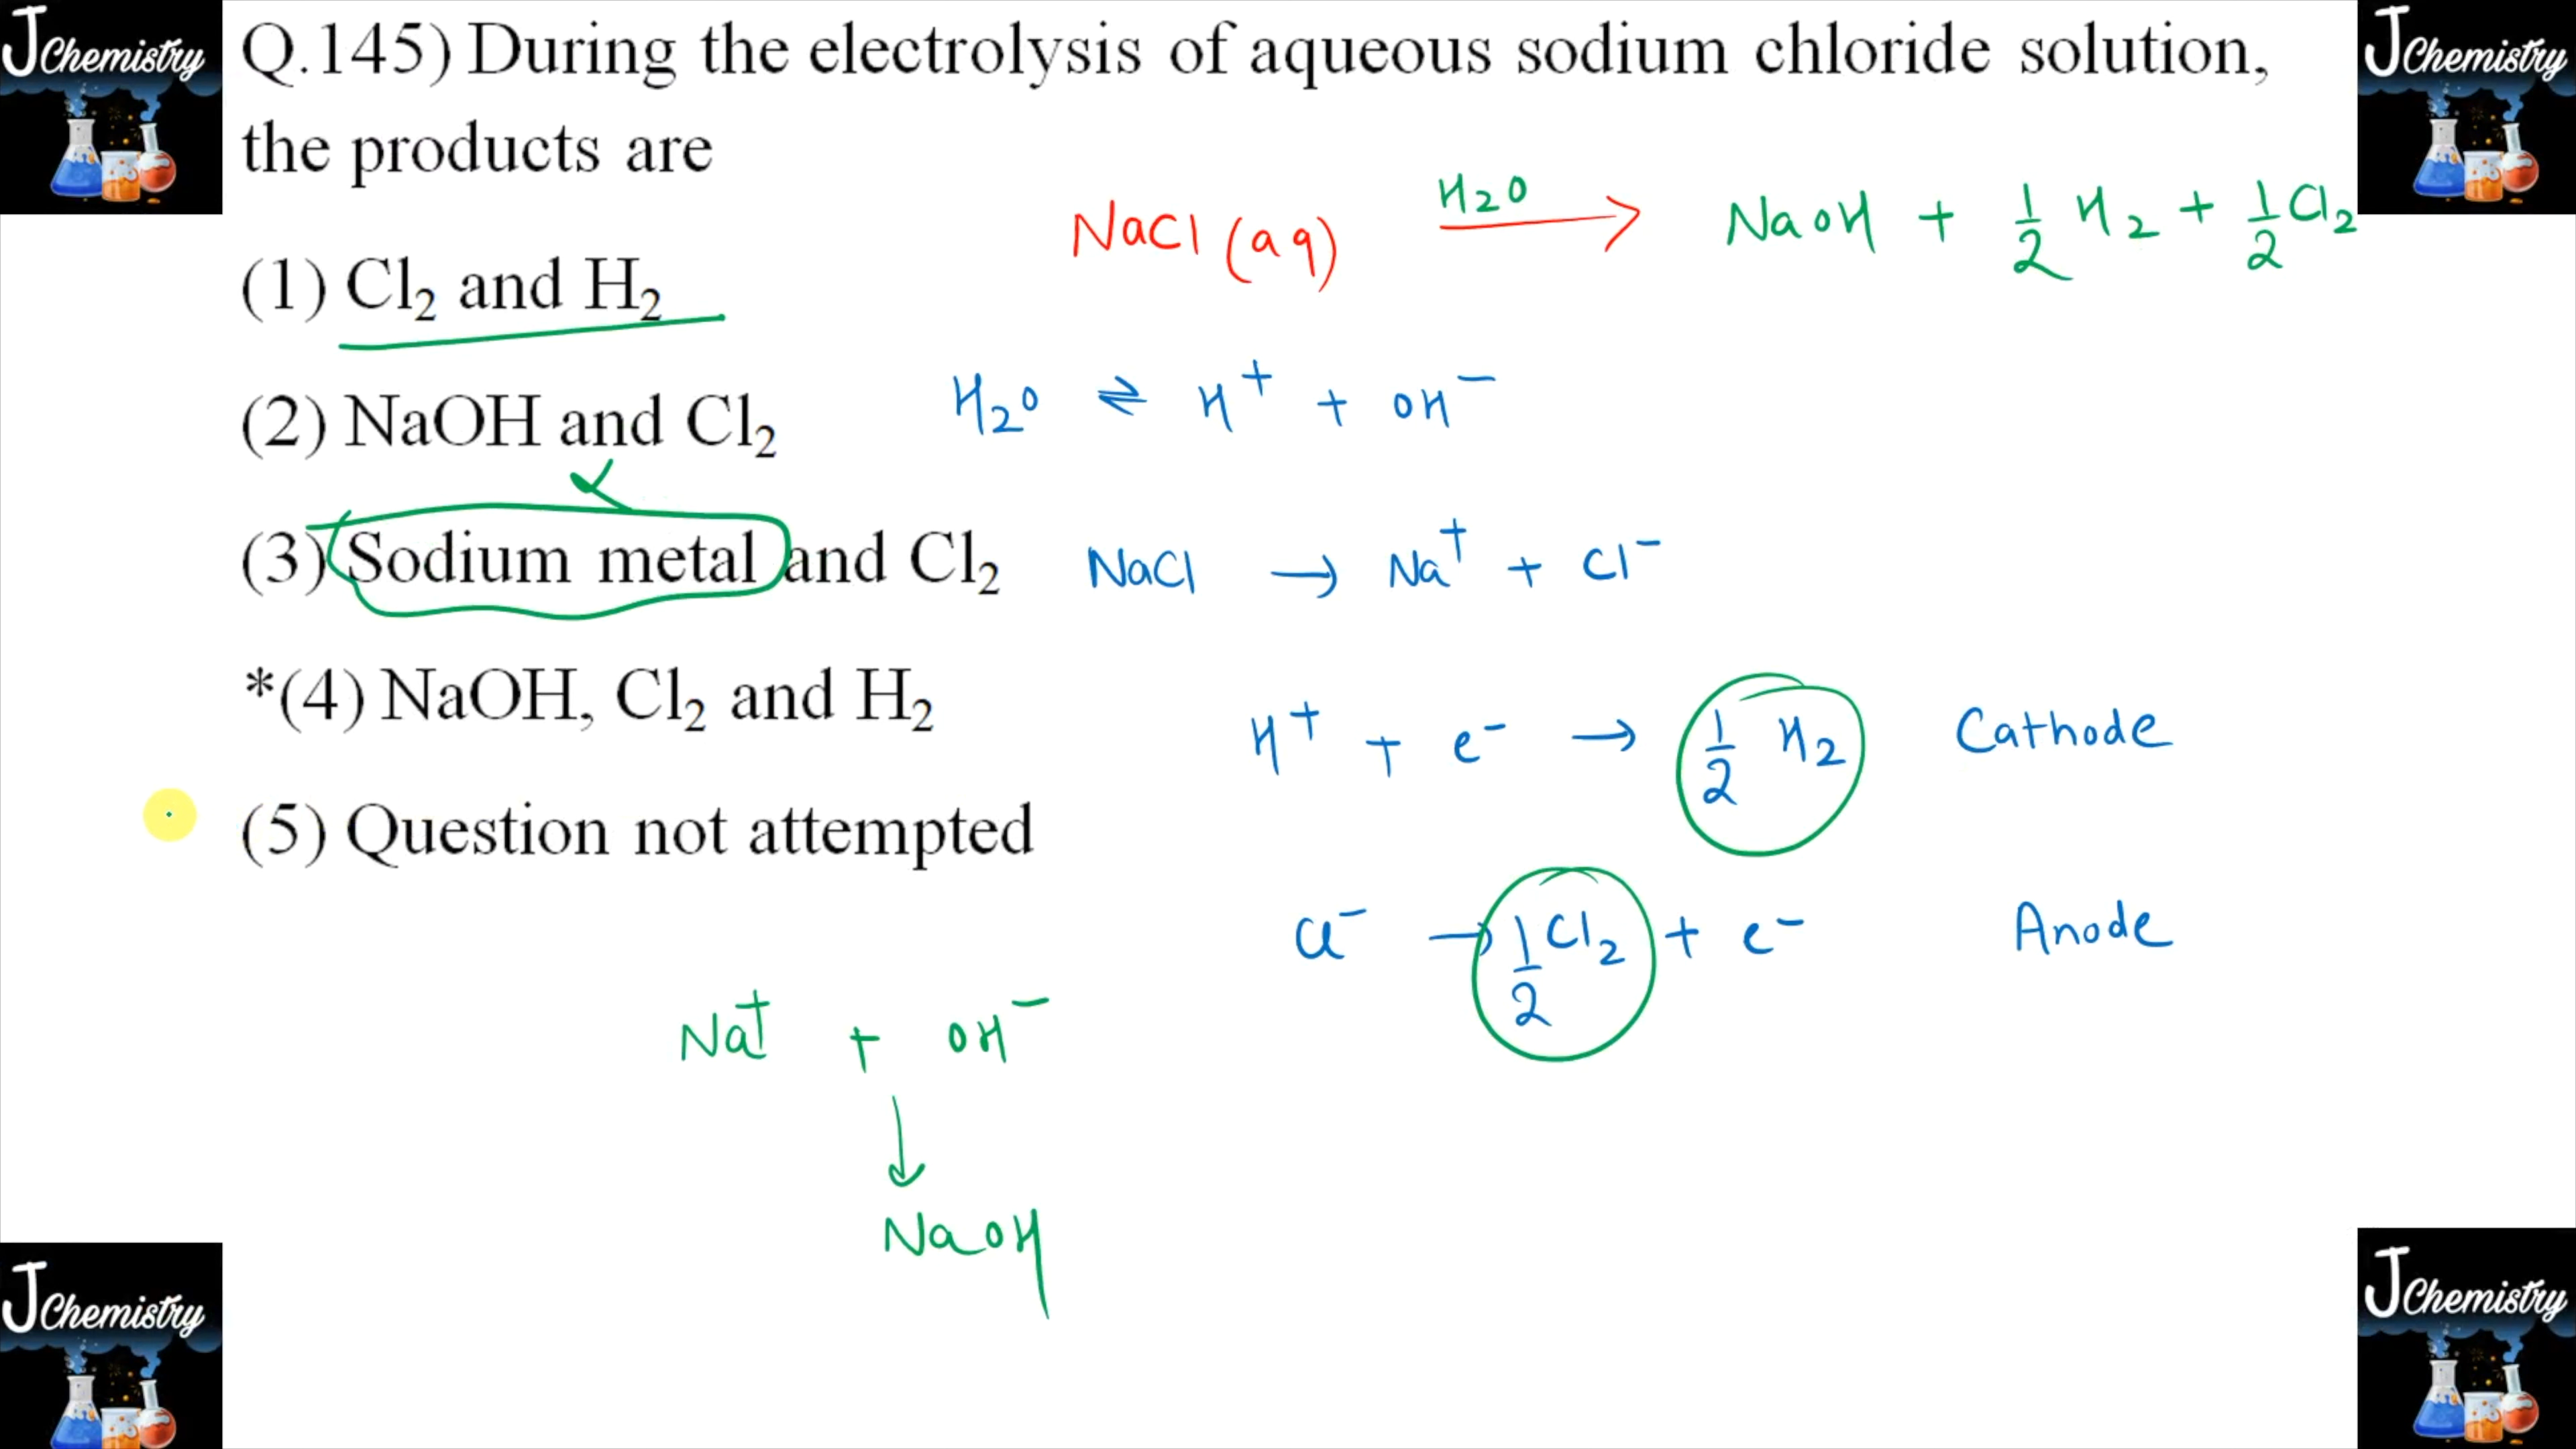 JChemistry
JChemistry
Q.145) During the electrolysis of aqueous sodium chloride solution,
the products are
NaCl (aq) H₂O → NaOH + 1/2 H₂ + 1/2 Cl₂
(1) Cl₂ and H₂
H₂O ⇌ H⁺ + OH⁻
(2) NaOH and Cl₂
(3) Sodium metal and Cl₂
NaCl → Na⁺ + Cl⁻
*(4) NaOH, Cl₂ and H₂
H⁺ + e⁻ → 1/2 H₂ Cathode
(5) Question not attempted
Cl⁻ → 1/2 Cl₂ + e⁻ Anode
Na⁺ + OH⁻
↓
NaOH
JChemistry
JChemistry